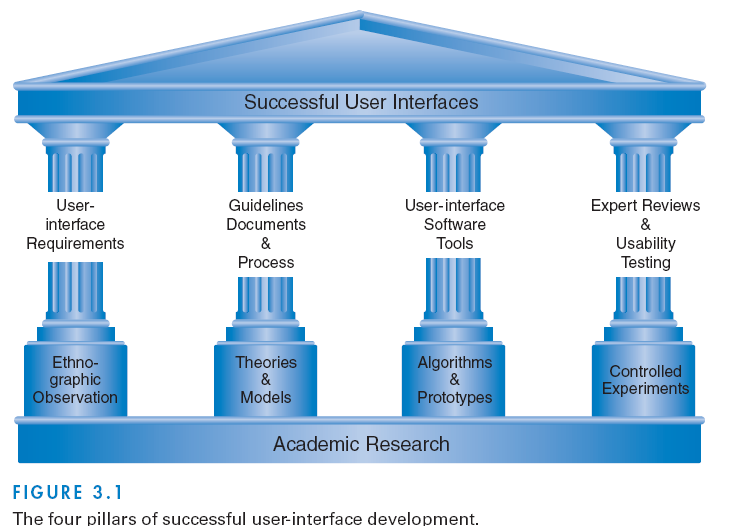 Successful User Interfaces
User-
interface
Requirements
Guidelines
Documents
&
Process
User-interface
Software
Tools
Expert Reviews
&
Usability
Testing
Ethno-
graphic
Observation
Theories
&
Models
Algorithms
&
Prototypes
Controlled
Experiments
Academic Research
FIGURE 3.1
The four pillars of successful user-interface development.